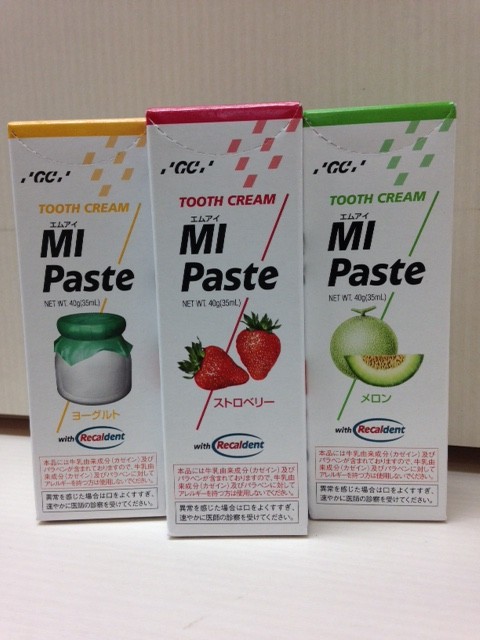 GC
TOOTH CREAM
エムアイ
MI
Paste
NET WT. 40g(35mL)
ヨーグルト
with Recaldent
本品には牛乳由来成分(カゼイン)及び
パラベンが含まれておりますので、牛乳由
来成分(カゼイン)及びパラベンに対して
アレルギーを持つ方は使用しないでください。
異常を感じた場合は口をよくすすぎ、
速やかに医師の診察を受けてください。
GC
TOOTH CREAM
エムアイ
MI
Paste
NET WT. 40g(35mL)
ストロベリー
with Recaldent
本品には牛乳由来成分(カゼイン)及び
パラベンが含まれておりますので、牛乳由
来成分(カゼイン)及びパラベンに対して
アレルギーを持つ方は使用しないでください。
異常を感じた場合は口をよくすすぎ、
速やかに医師の診察を受けてください。
GC
TOOTH CREAM
エムアイ
MI
Paste
NET WT. 40g(35mL)
メロン
with Recaldent
本品には牛乳由来成分(カゼイン)及び
パラベンが含まれておりますので、牛乳由
来成分(カゼイン)及びパラベンに対して
アレルギーを持つ方は使用しないでください。
異常を感じた場合は口をよくすすぎ、
速やかに医師の診察を受けてください。